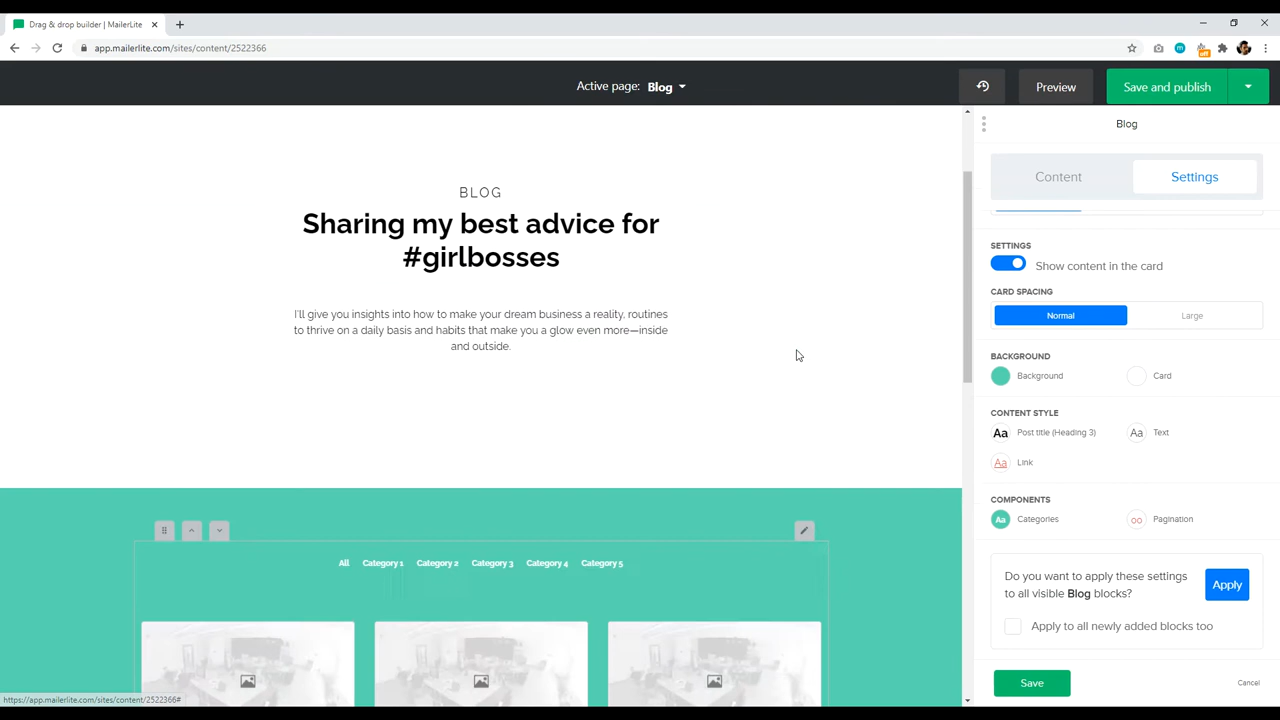 Drag & drop builder | MailerLite
app.mailerlite.com/sites/content/2522366
off
Active page: Blog
Preview
Save and publish
Blog
Content
Settings
BLOG
Sharing my best advice for
#girlbosses
I'll give you insights into how to make your dream business a reality, routines
to thrive on a daily basis and habits that make you a glow even more—inside
and outside.
SETTINGS
Show content in the card
CARD SPACING
Normal
Large
BACKGROUND
Background
Card
CONTENT STYLE
Aa Post title (Heading 3)
Aa Text
Aa Link
COMPONENTS
Aa Categories
oo Pagination
All Category 1 Category 2 Category 3 Category 4 Category 5
Do you want to apply these settings
to all visible Blog blocks?
Apply
Apply to all newly added blocks too
Save
Cancel
https://app.mailerlite.com/sites/content/2522366#